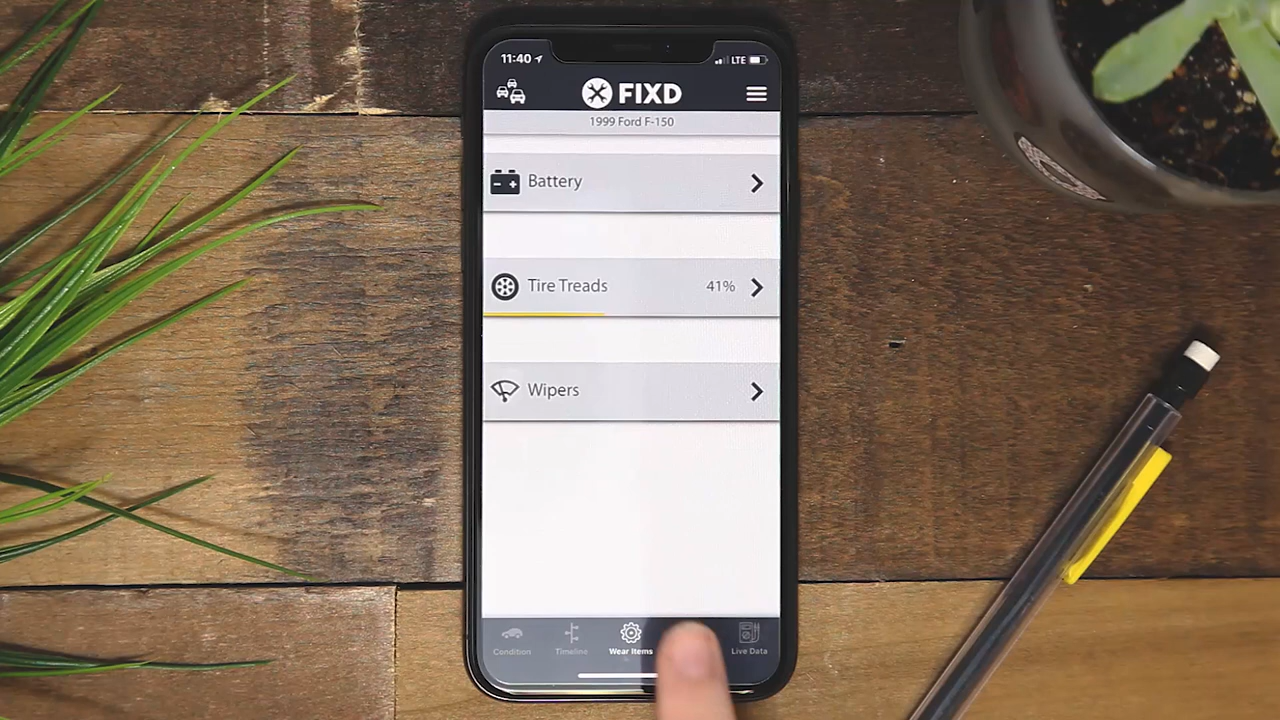 11:40
LTE
FIXD
1999 Ford F-150
Battery
Tire Treads 41%
Wipers
Condition Timeline Wear Items Live Data